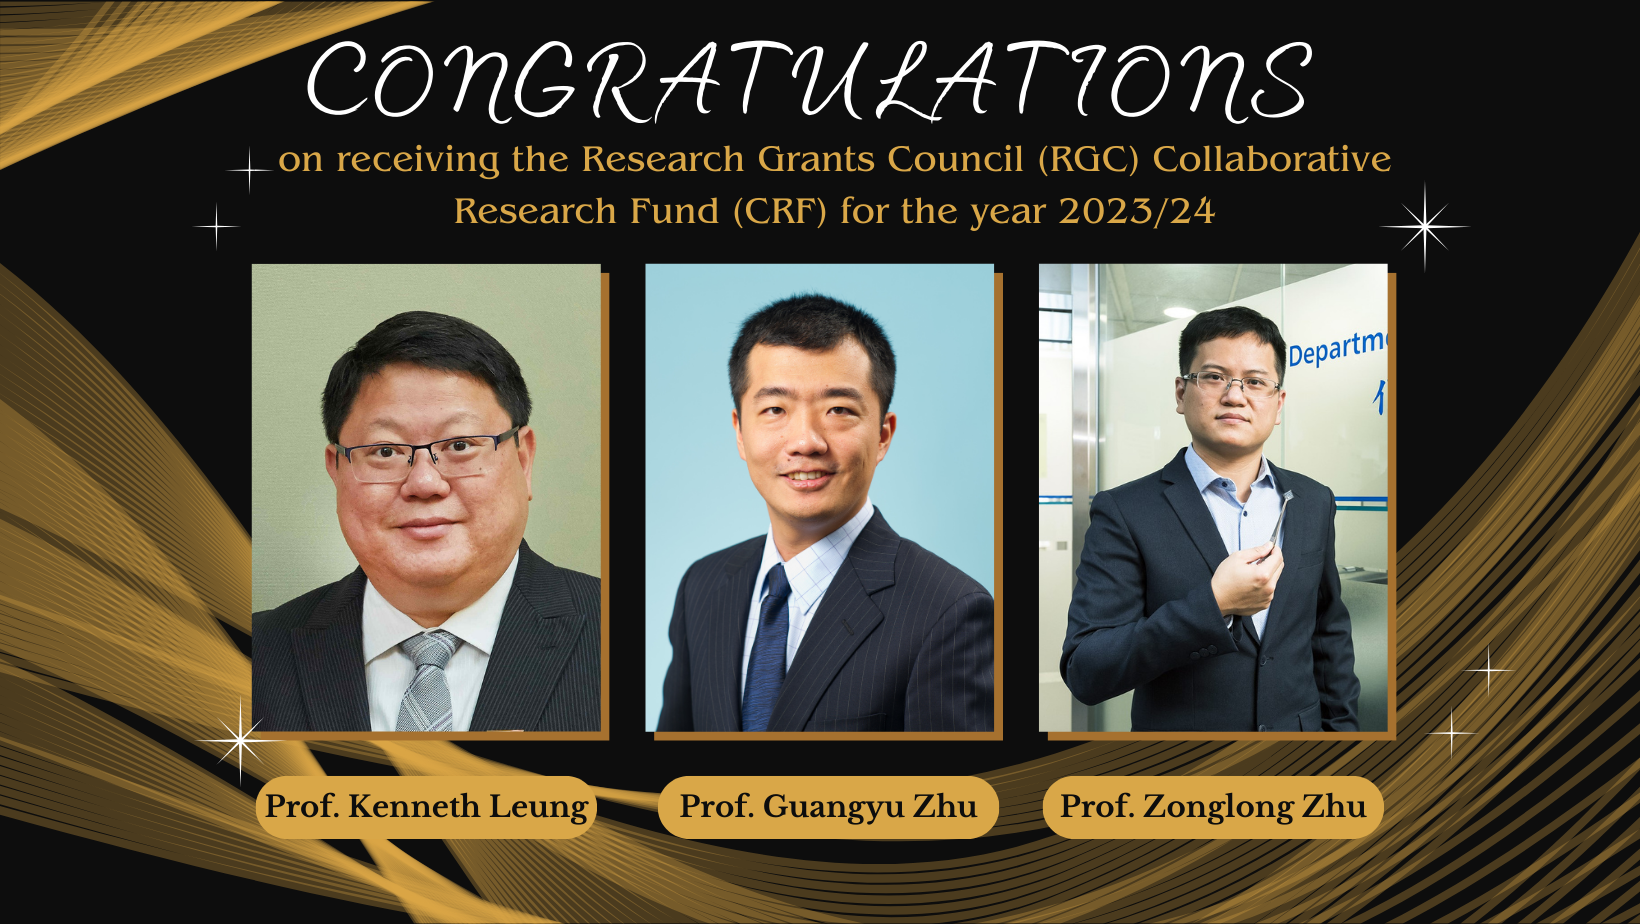 CONGRATULATIONS
on receiving the Research Grants Council (RGC) Collaborative
Research Fund (CRF) for the year 2023/24
Departme
Prof. Kenneth Leung
Prof. Guangyu Zhu
Prof. Zonglong Zhu